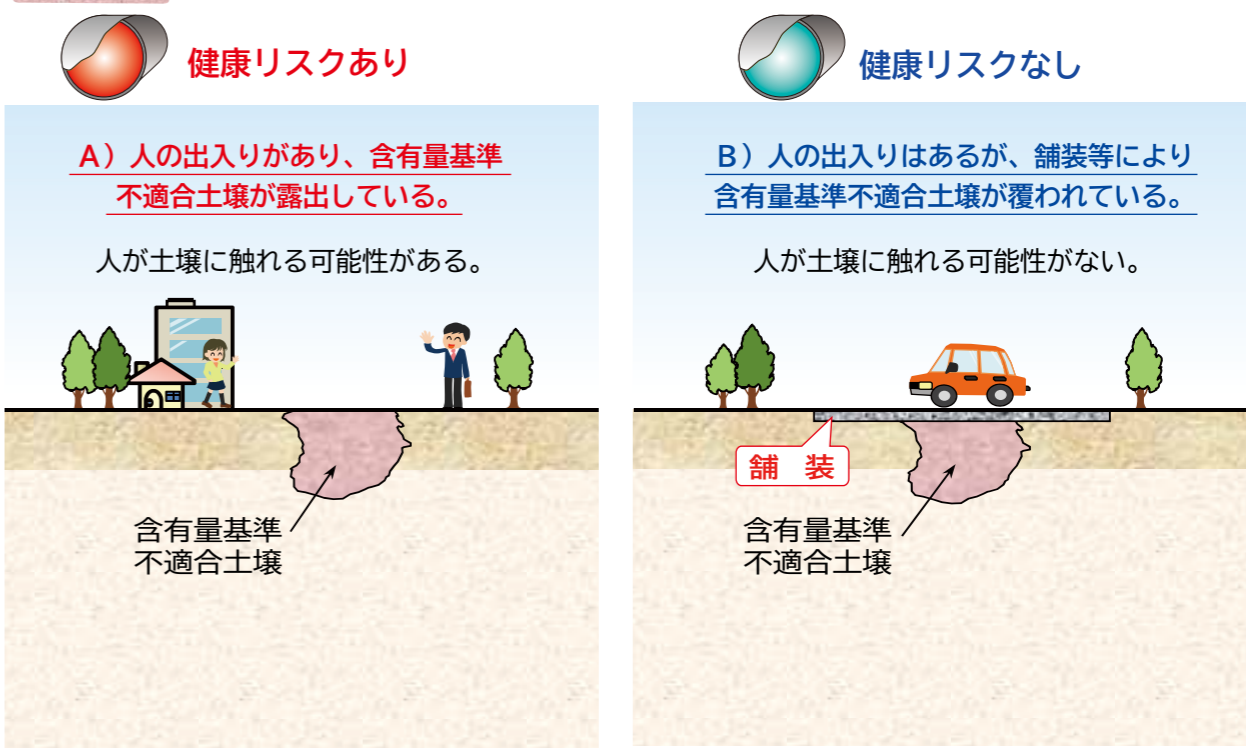 健康リスクあり
A）人の出入りがあり、含有量基準
不適合土壌が露出している。
人が土壌に触れる可能性がある。
含有量基準
不適合土壌
健康リスクなし
B）人の出入りはあるが、舗装等により
含有量基準不適合土壌が覆われている。
人が土壌に触れる可能性がない。
舗 装
含有量基準
不適合土壌